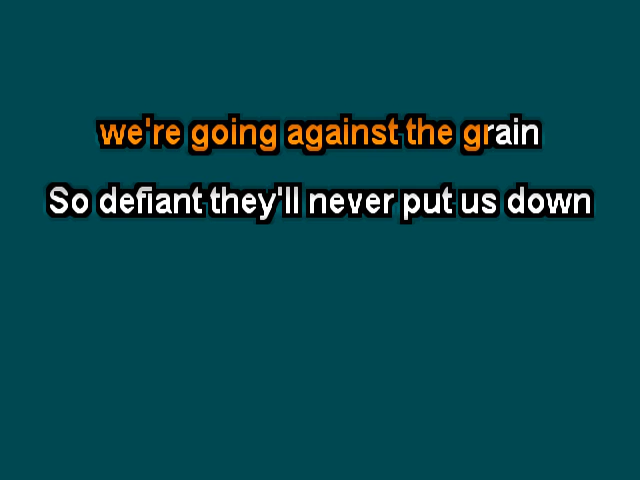 we're going against the grain
So defiant they'll never put us down